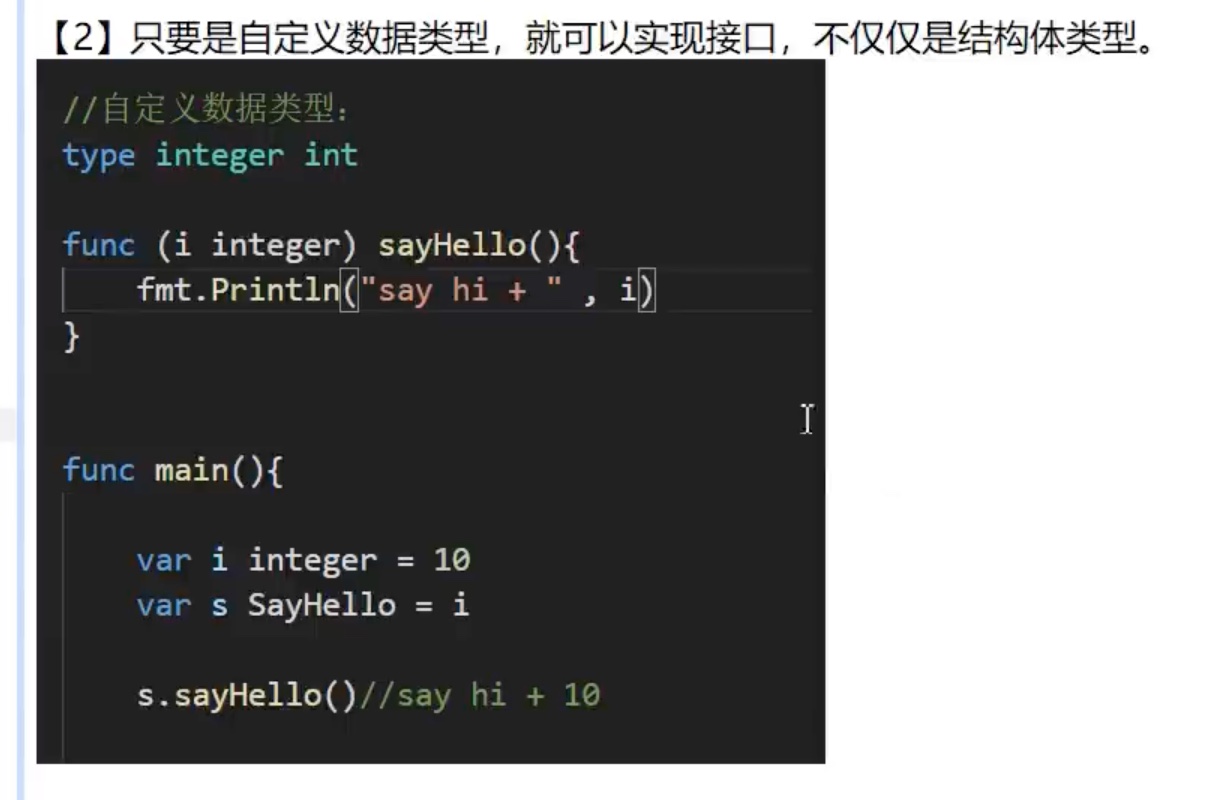 【2】只要是自定义数据类型，就可以实现接口，不仅仅是结构体类型。
//自定义数据类型：
type integer int
func (i integer) sayHello(){
fmt.Println("say hi + " , i)
}
func main(){
var i integer = 10
var s SayHello = i
s.sayHello()//say hi + 10